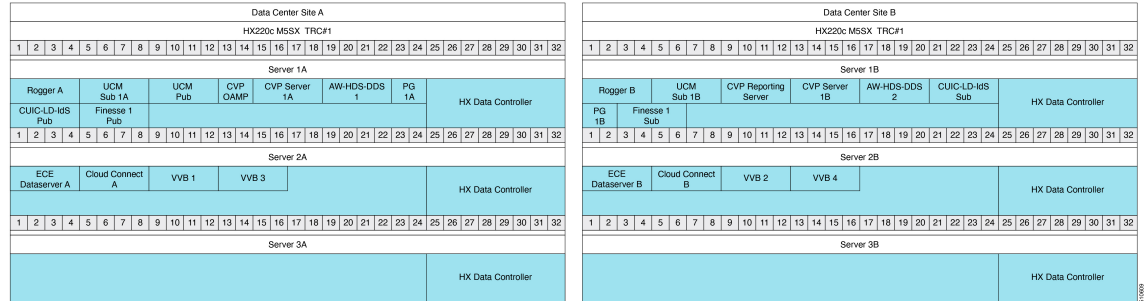 Data Center Site A
HX220c M5SX TRC#1
1 2 3 4 5 6 7 8 9 10 11 12 13 14 15 16 17 18 19 20 21 22 23 24 25 26 27 28 29 30 31 32
Server 1A
Rogger A
UCM
Sub 1A
UCM
Pub
CVP
OAMP
CVP Server
1A
AW-HDS-DDS
1
PG
1A
HX Data Controller
CUIC-LD-IdS
Pub
Finesse 1
Pub
1 2 3 4 5 6 7 8 9 10 11 12 13 14 15 16 17 18 19 20 21 22 23 24 25 26 27 28 29 30 31 32
Server 2A
ECE
Dataserver A
Cloud Connect
A
VVB 1
VVB 3
HX Data Controller
1 2 3 4 5 6 7 8 9 10 11 12 13 14 15 16 17 18 19 20 21 22 23 24 25 26 27 28 29 30 31 32
Server 3A
HX Data Controller
Data Center Site B
HX220c M5SX TRC#1
1 2 3 4 5 6 7 8 9 10 11 12 13 14 15 16 17 18 19 20 21 22 23 24 25 26 27 28 29 30 31 32
Server 1B
Rogger B
UCM
Sub 1B
CVP Reporting
Server
CVP Server
1B
AW-HDS-DDS
2
CUIC-LD-IdS
Sub
HX Data Controller
PG
1B
Finesse 1
Sub
1 2 3 4 5 6 7 8 9 10 11 12 13 14 15 16 17 18 19 20 21 22 23 24 25 26 27 28 29 30 31 32
Server 2B
ECE
Dataserver B
Cloud Connect
B
VVB 2
VVB 4
HX Data Controller
1 2 3 4 5 6 7 8 9 10 11 12 13 14 15 16 17 18 19 20 21 22 23 24 25 26 27 28 29 30 31 32
Server 3B
HX Data Controller